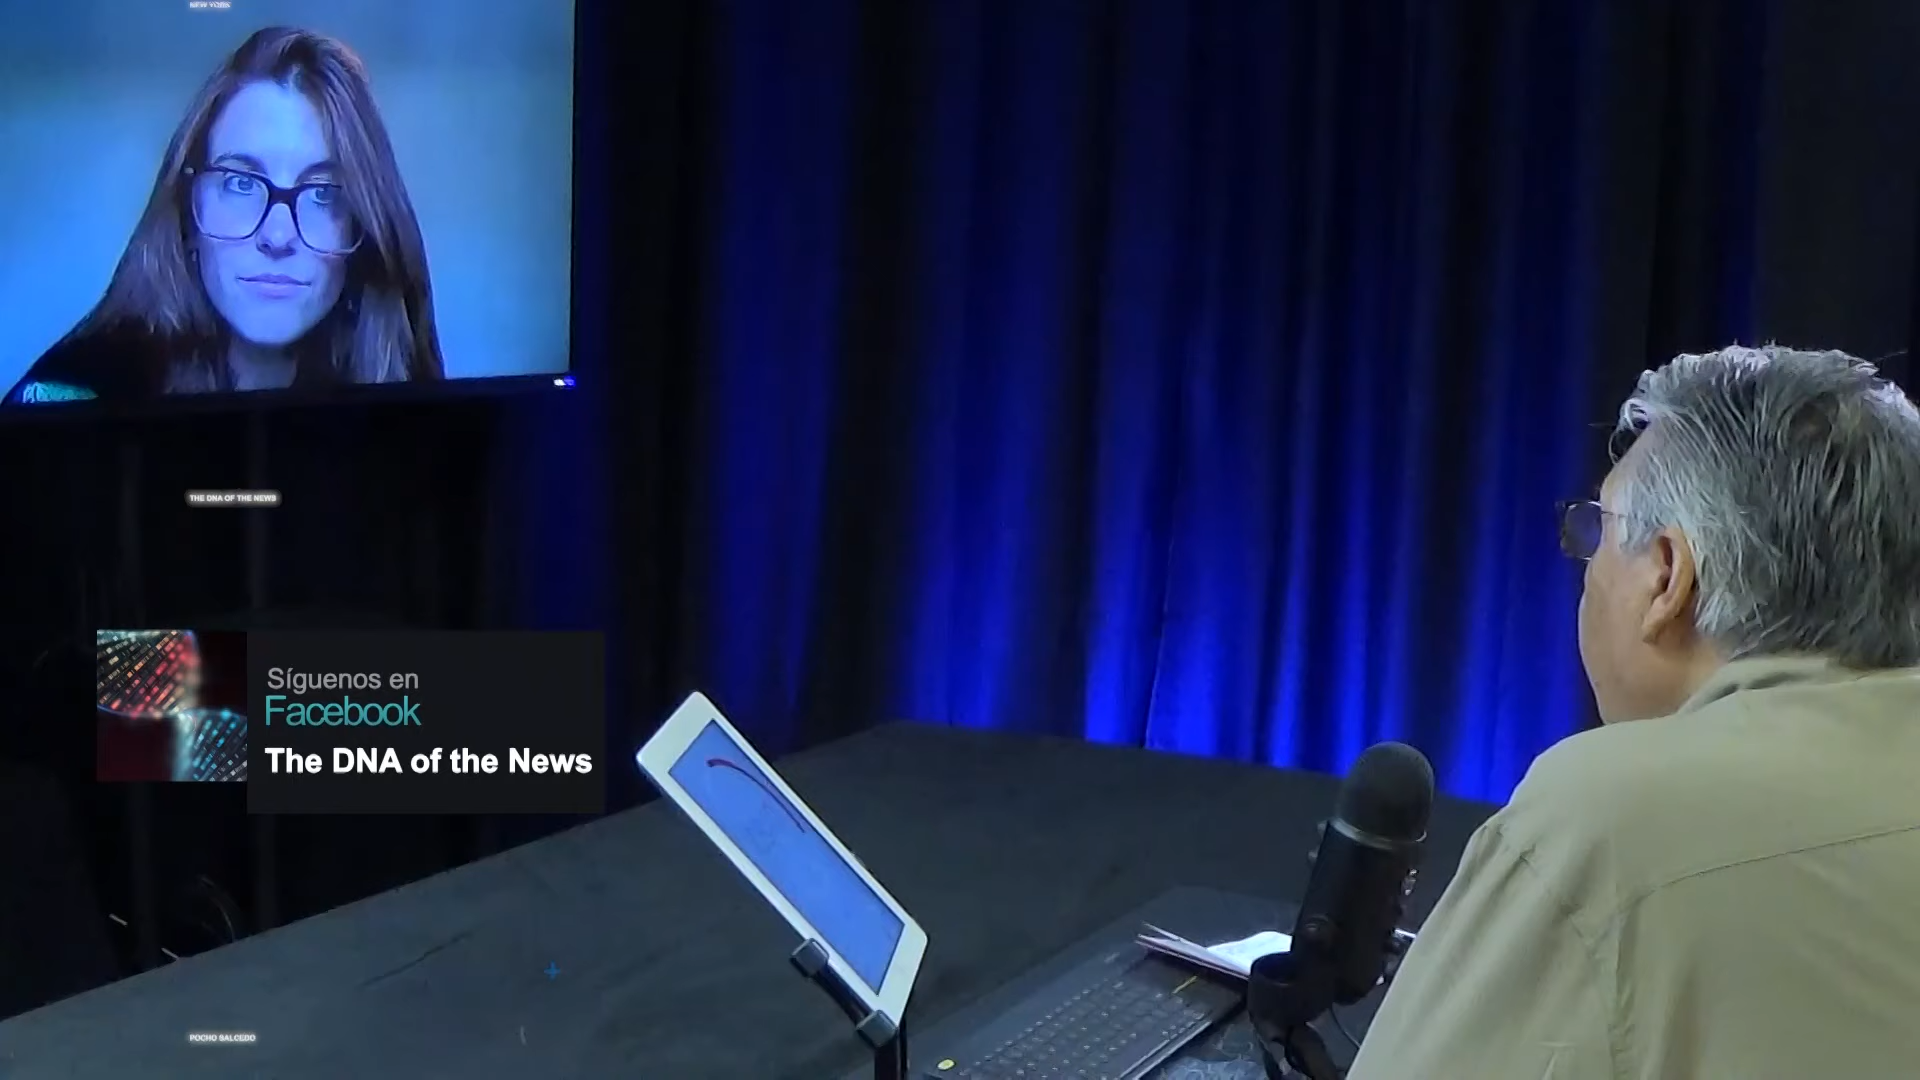 NEW YORK
THE DNA OF THE NEWS
Síguenos en
Facebook
The DNA of the News
POCHO SALCEDO